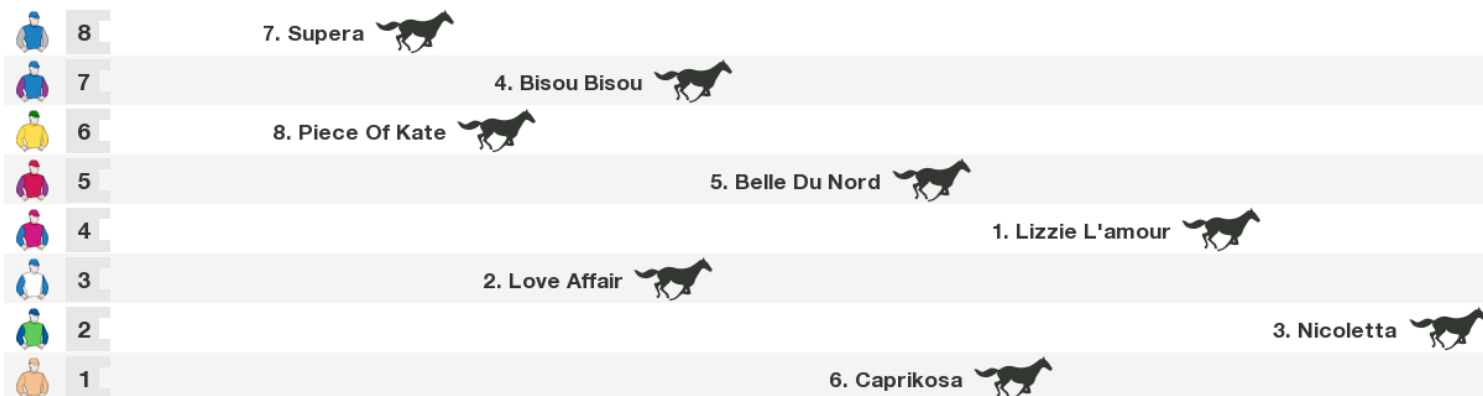 8 7. Supera
7 4. Bisou Bisou
6 8. Piece Of Kate
5 5. Belle Du Nord
4 1. Lizzie L'amour
3 2. Love Affair
2 3. Nicoletta
1 6. Caprikosa